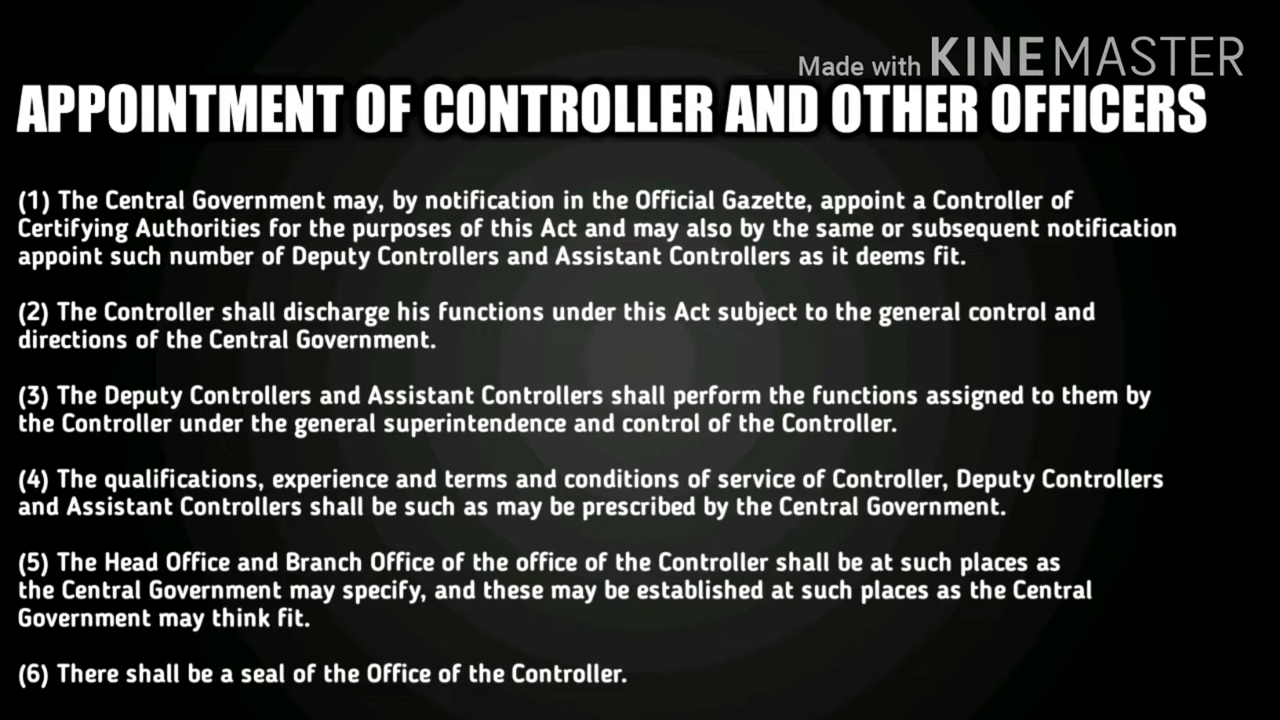 Made with KINEMASTER
APPOINTMENT OF CONTROLLER AND OTHER OFFICERS
(1) The Central Government may, by notification in the Official Gazette, appoint a Controller of
Certifying Authorities for the purposes of this Act and may also by the same or subsequent notification
appoint such number of Deputy Controllers and Assistant Controllers as it deems fit.
(2) The Controller shall discharge his functions under this Act subject to the general control and
directions of the Central Government.
(3) The Deputy Controllers and Assistant Controllers shall perform the functions assigned to them by
the Controller under the general superintendence and control of the Controller.
(4) The qualifications, experience and terms and conditions of service of Controller, Deputy Controllers
and Assistant Controllers shall be such as may be prescribed by the Central Government.
(5) The Head Office and Branch Office of the office of the Controller shall be at such places as
the Central Government may specify, and these may be established at such places as the Central
Government may think fit.
(6) There shall be a seal of the Office of the Controller.